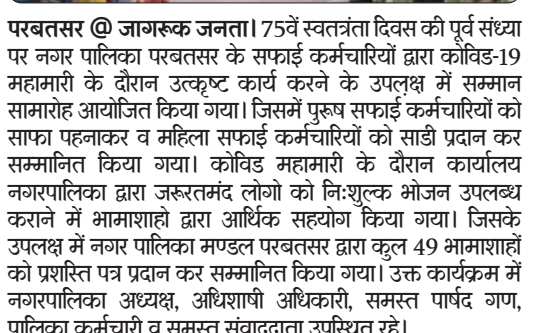 परबतसर @ जागरूक जनता। 75वें स्वतत्रंता दिवस की पूर्व संध्या
पर नगर पालिका परबतसर के सफाई कर्मचारियों द्वारा कोविड-19
महामारी के दौरान उत्कृष्ट कार्य करने के उपलक्ष में सम्मान
सामारोह आयोजित किया गया। जिसमें पुरूष सफाई कर्मचारियों को
साफा पहनाकर व महिला सफाई कर्मचारियों को साडी प्रदान कर
सम्मानित किया गया। कोविड महामारी के दौरान कार्यालय
नगरपालिका द्वारा जरूरतमंद लोगो को निःशुल्क भोजन उपलब्ध
कराने में भामाशाहो द्वारा आर्थिक सहयोग किया गया। जिसके
उपलक्ष में नगर पालिका मण्डल परबतसर द्वारा कुल 49 भामाशाहों
को प्रशस्ति पत्र प्रदान कर सम्मानित किया गया। उक्त कार्यक्रम में
नगरपालिका अध्यक्ष, अधिशाषी अधिकारी, समस्त पार्षद गण,
पालिका कर्मचारी व समस्त संवाददाता उपस्थित रहे।